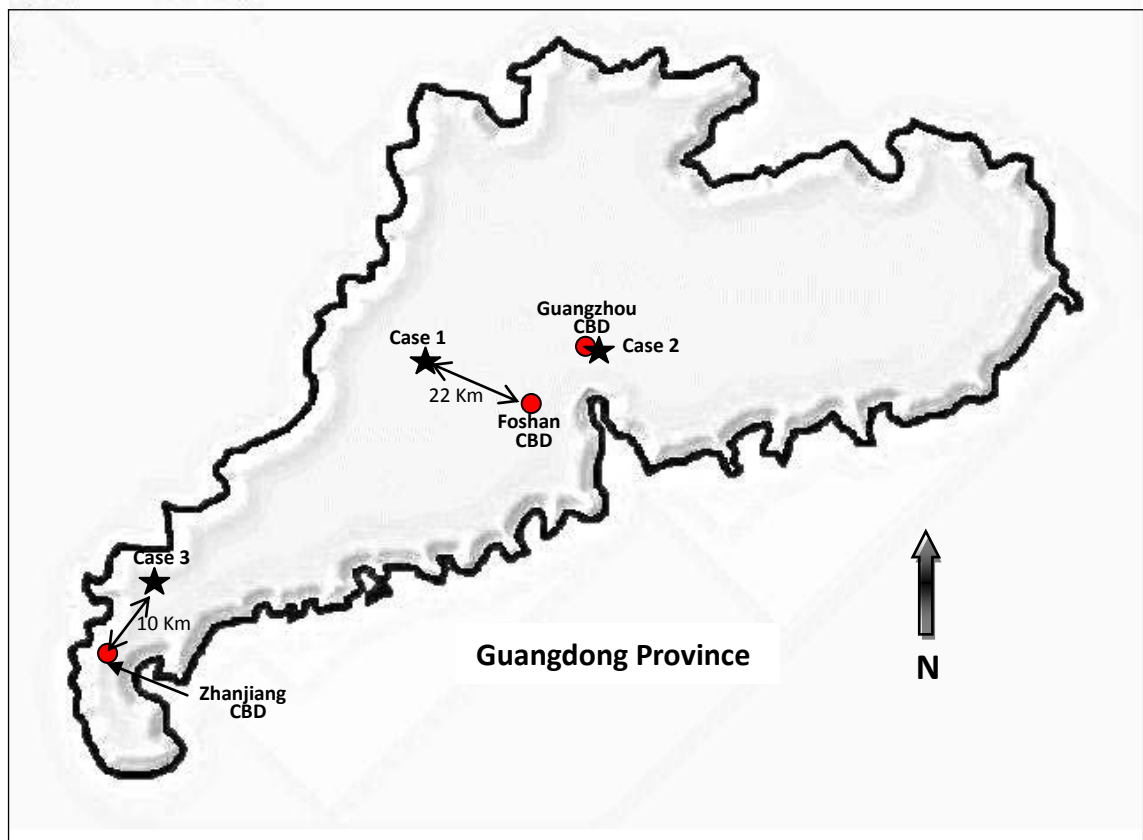 Guangzhou
CBD
Case 1
Case 2
22 Km
Foshan
CBD
Case 3
10 Km
Guangdong Province
N
Zhanjiang
CBD